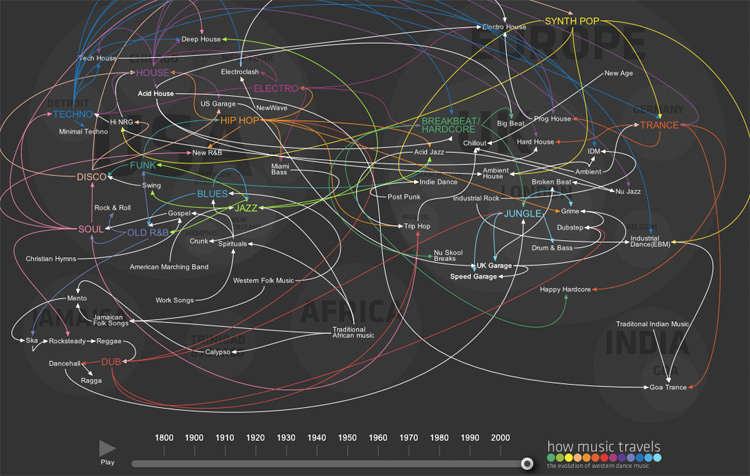 Electro House
SYNTH POP
EUROPE
Deep House
Tech House
HOUSE
Electroclash
New Age
ELECTRO
Acid House
US Garage
NewWave
DETROIT
TECHNO
Hi NRG
HIP HOP
Minimal Techno
BREAKBEAT/
HARDCORE
Big Beat
Prog House
GERMANY
TRANCE
Hard House
Chillout
New R&B
Acid Jazz
IDM
FUNK
Miami
Bass
Ambient
House
Ambient
DISCO
Swing
Indie Dance
Broken Beat
Nu Jazz
BLUES
Post Punk
Industrial Rock
Rock & Roll
JAZZ
Gospel
JUNGLE
Grime
SOUL
OLD R&B
Trip Hop
Dubstep
Crunk
Spirituals
Industrial
Dance(EBM)
Drum & Bass
Christian Hymns
Nu Skool
Breaks
American Marching Band
UK Garage
Speed Garage
Western Folk Music
Happy Hardcore
Work Songs
Mento
AFRICA
JAMAICA
Jamaican
Folk Songs
Traditional
African music
Traditonal Indian Music
Ska
Rocksteady
Reggae
INDIA
Calypso
Dancehall
DUB
GOA
Ragga
Goa Trance
1800 1900 1910 1920 1930 1940 1950 1960 1970 1980 1990 2000
Play
how music travels
the evolution of western dance music